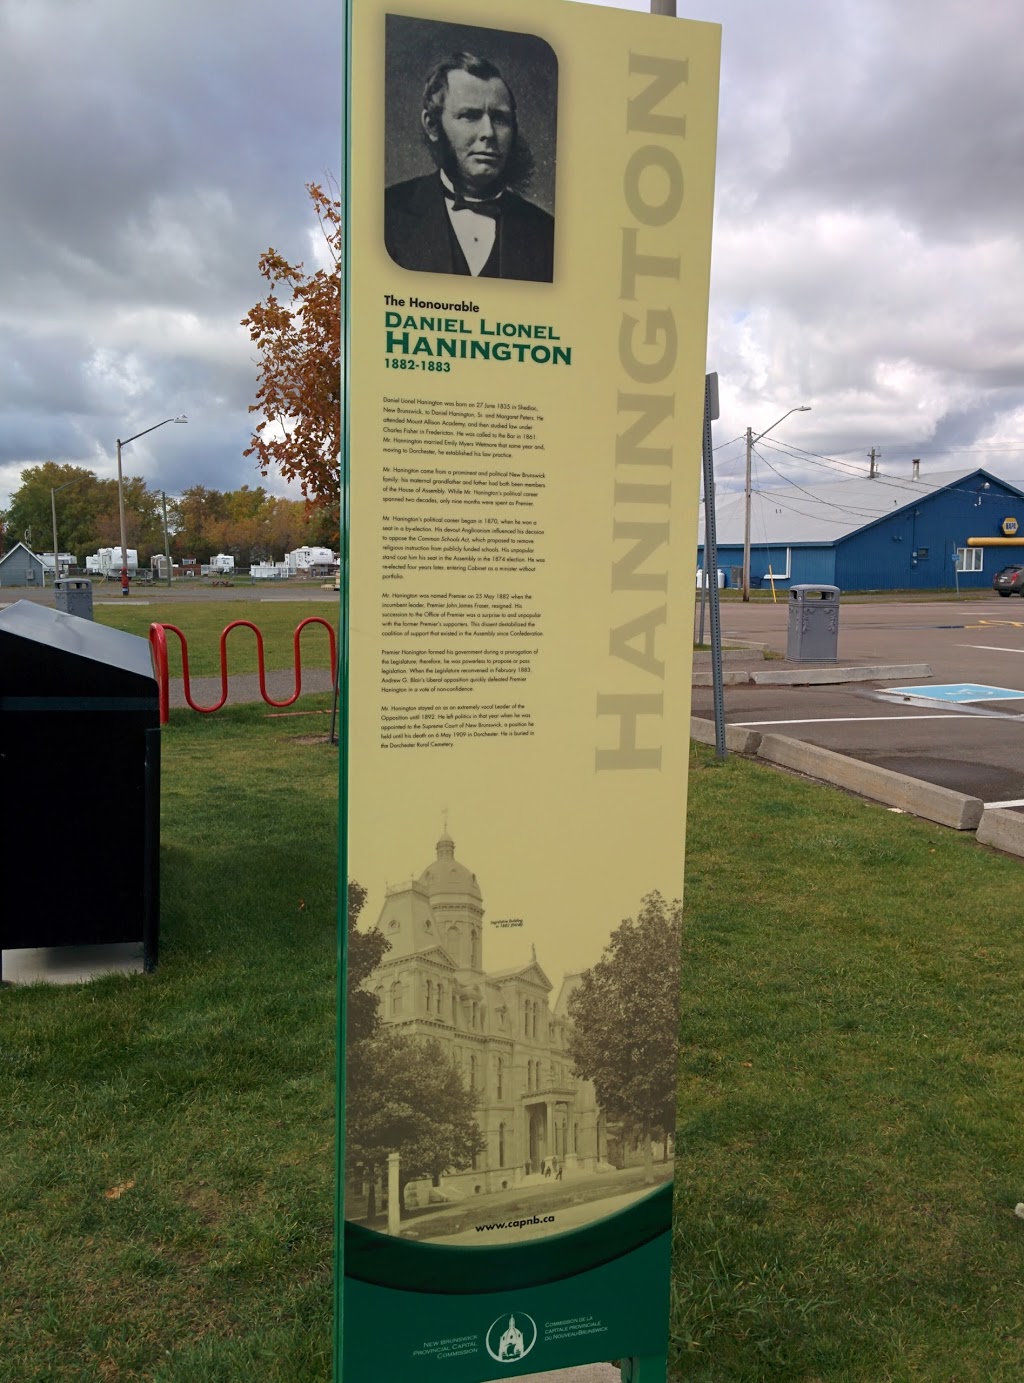 HANINGTON
The Honourable
DANIEL LIONEL
HANINGTON
1882-1883
Daniel Lionel Hanington was born on 27 June 1835 in Shediac,
New Brunswick, to Daniel Hanington, Sr. and Margaret Peters. He
attended Mount Allison Academy, and then studied law under
Charles Fisher in Fredericton. He was called to the Bar in 1861.
Mr. Hannington married Emily Myers Wetmore that same year and,
moving to Dorchester, he established his law practice.
Mr. Hanington came from a prominent and political New Brunswick
family: his maternal grandfather and father had both been members
of the House of Assembly. While Mr. Hanington's political career
spanned two decades, only nine months were spent as Premier.
Mr. Hanington's political career began in 1870, when he won a
seat in a by-election. His devout Anglicanism influenced his decision
to oppose the Common Schools Act, which proposed to remove
religious instruction from publicly funded schools. His unpopular
stand cost him his seat in the Assembly in the 1874 election. He was
re-elected four years later, entering Cabinet as a minister without
portfolio.
Mr. Hanington was named Premier on 25 May 1882 when the
incumbent leader, Premier John James Fraser, resigned. His
succession to the Office of Premier was a surprise to and unpopular
with the former Premier's supporters. This dissent destabilized the
coalition of support that existed in the Assembly since Confederation.
Premier Hanington formed his government during a prorogation of
the Legislature; therefore, he was powerless to propose or pass
legislation. When the Legislature reconvened in February 1883,
Andrew G. Blair's Liberal opposition quickly defeated Premier
Hanington in a vote of non-confidence.
Mr. Hanington stayed on as an extremely vocal Leader of the
Opposition until 1892. He left politics in that year when he was
appointed to the Supreme Court of New Brunswick, a position he
held until his death on 6 May 1909 in Dorchester. He is buried in
the Dorchester Rural Cemetery.
Legislative Building
in 1882
www.capnb.ca
NEW BRUNSWICK
PROVINCIAL CAPITAL
COMMISSION
COMMISSION DE LA
CAPITALE PROVINCIALE
DU NOUVEAU-BRUNSWICK
NAPA